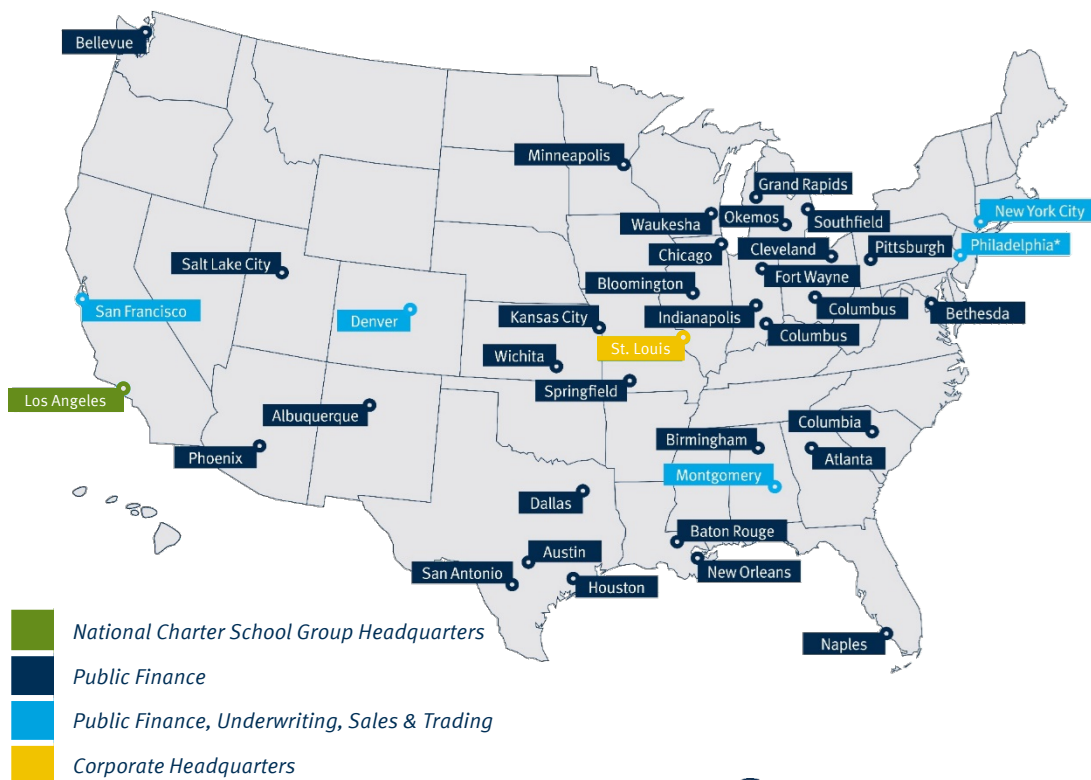 Bellevue
Minneapolis
Grand Rapids
New York City
Waukesha
Okemos
Southfield
Chicago
Cleveland
Pittsburgh
Philadelphia*
Salt Lake City
Fort Wayne
Bloomington
San Francisco
Denver
Kansas City
Indianapolis
Columbus
Bethesda
Columbus
St. Louis
Wichita
Springfield
Los Angeles
Albuquerque
Columbia
Birmingham
Phoenix
Atlanta
Montgomery
Dallas
Baton Rouge
Austin
New Orleans
San Antonio
Houston
Naples
National Charter School Group Headquarters
Public Finance
Public Finance, Underwriting, Sales & Trading
Corporate Headquarters